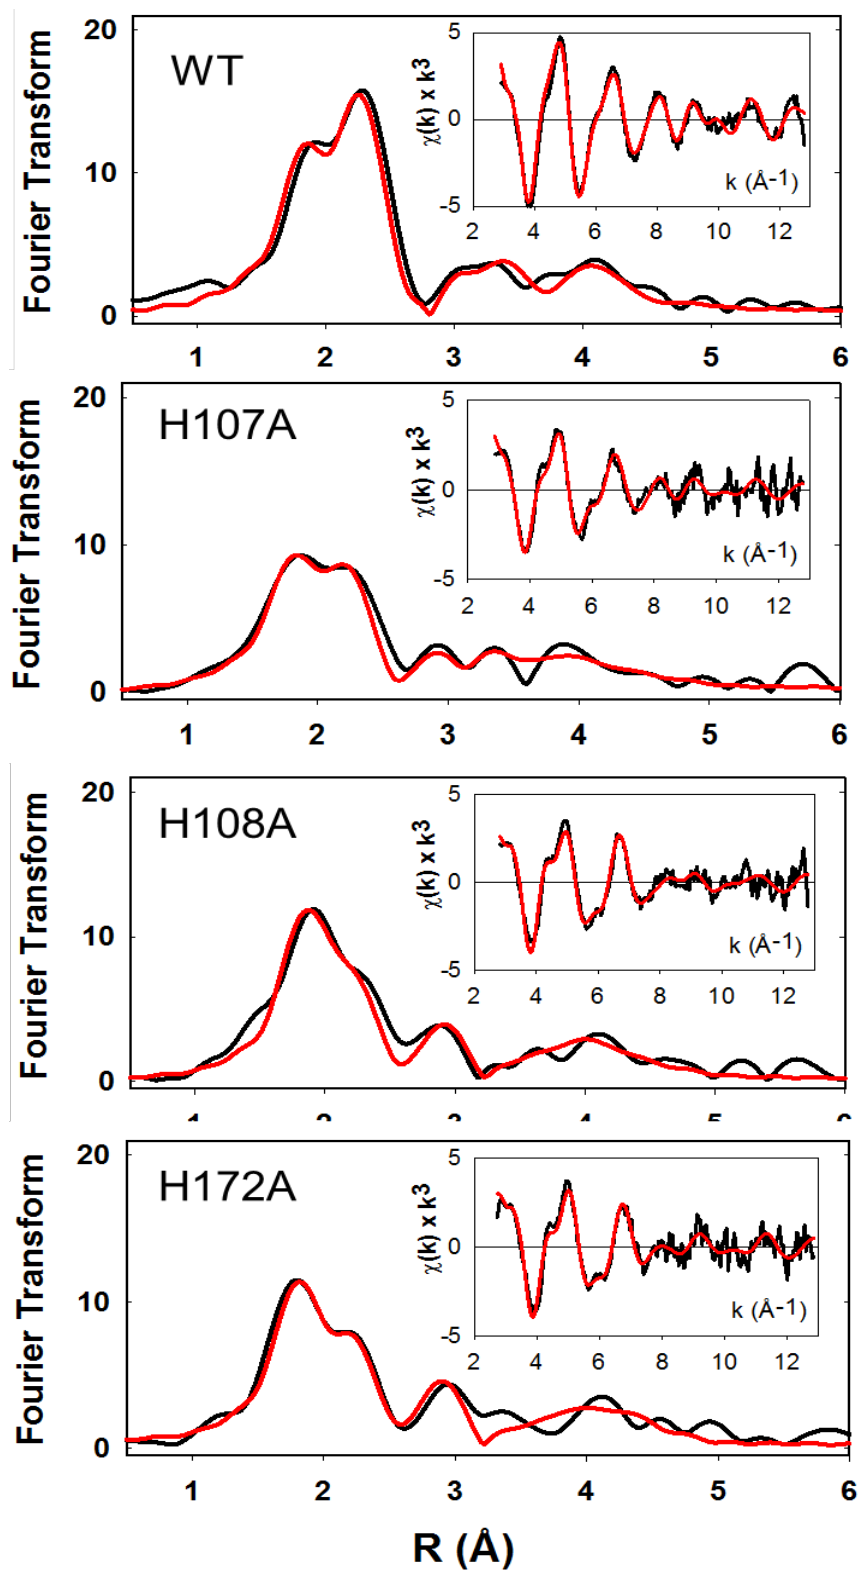 20
WT
5
χ(k) x k3
0
k (Å-1)
-5
4 6 8 10 12
Fourier Transform
10
0
1 2 3 4 5 6
20
H107A
5
χ(k) x k3
0
k (Å-1)
-5
2 4 6 8 10 12
Fourier Transform
10
0
1 2 3 4 5 6
20
H108A
5
χ(k) x k3
0
k (Å-1)
-5
2 4 6 8 10 12
Fourier Transform
10
0
20
H172A
5
χ(k) x k3
0
k (Å-1)
-5
2 4 6 8 10 12
Fourier Transform
10
0
1 2 3 4 5 6
R (Å)